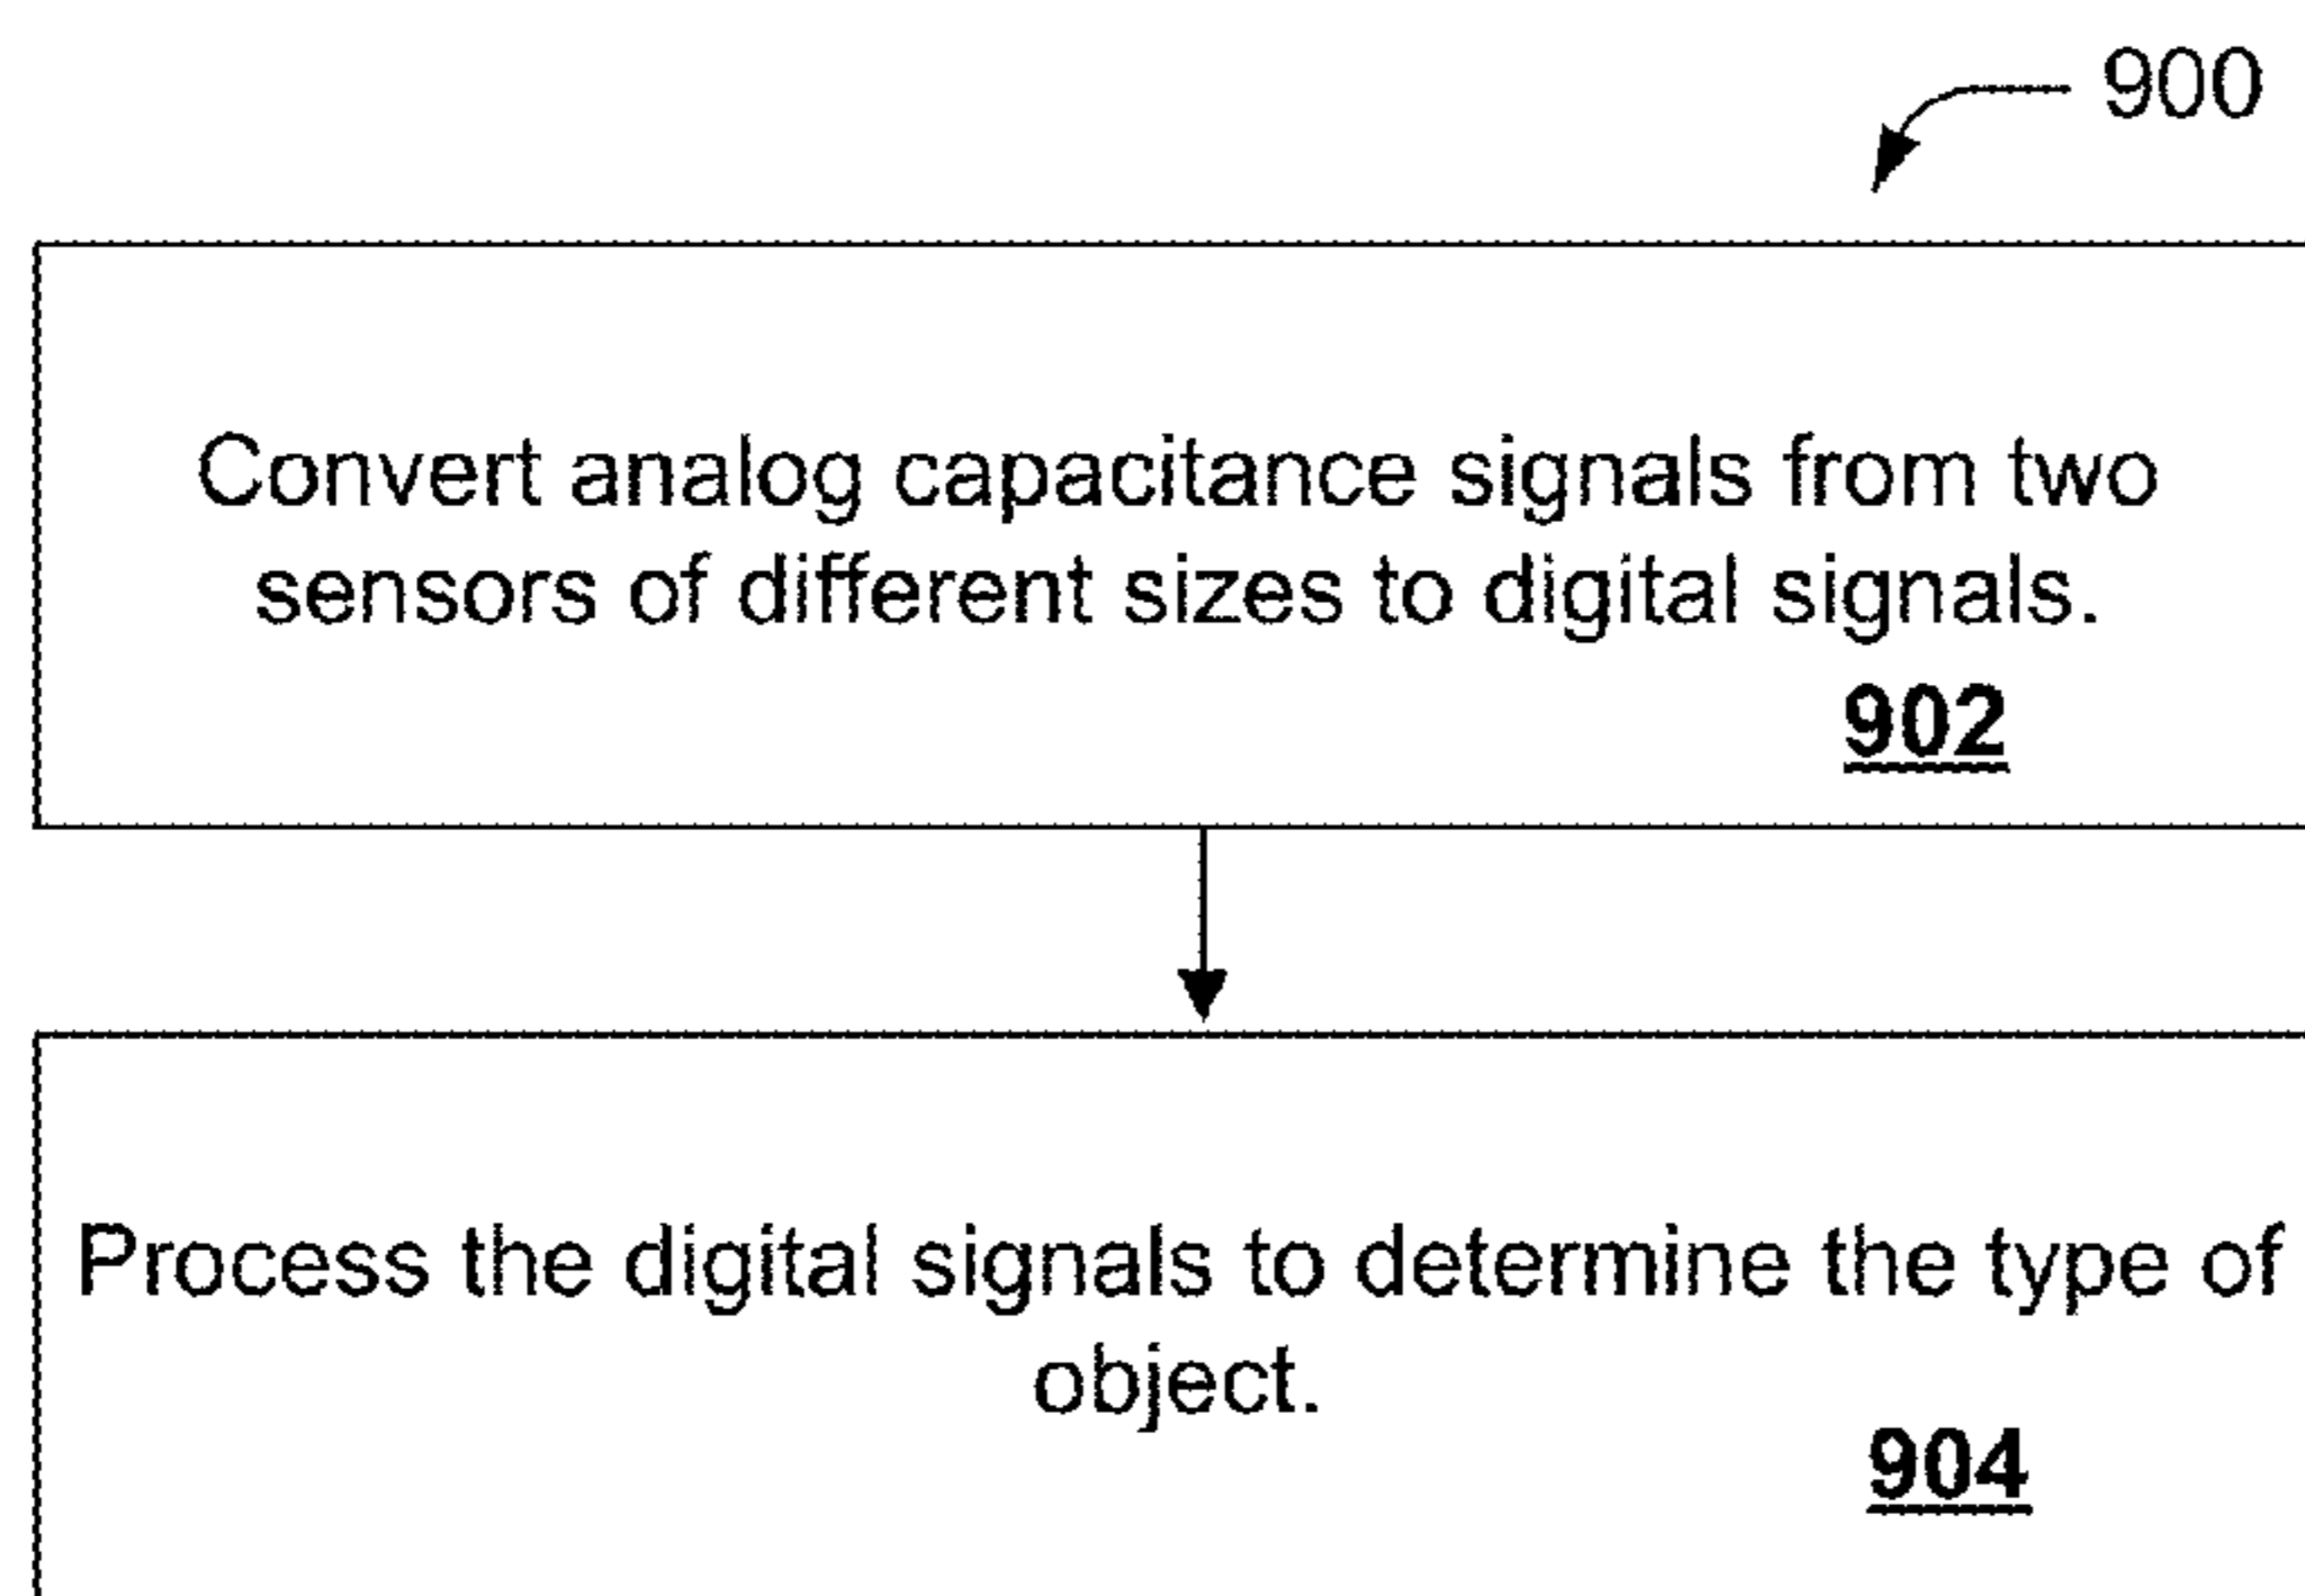 900
Convert analog capacitance signals from two
sensors of different sizes to digital signals.
902
Process the digital signals to determine the type of
object.
904